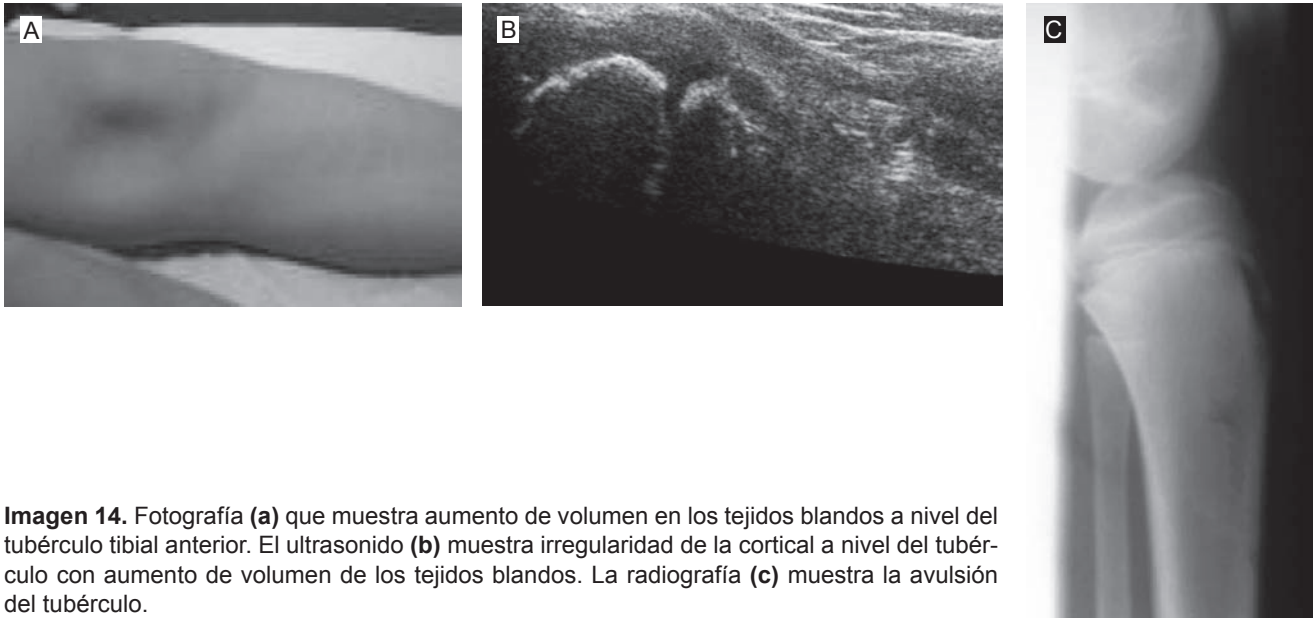 A
B
C
Imagen 14. Fotografía (a) que muestra aumento de volumen en los tejidos blandos a nivel del
tubérculo tibial anterior. El ultrasonido (b) muestra irregularidad de la cortical a nivel del tubér-
culo con aumento de volumen de los tejidos blandos. La radiografía (c) muestra la avulsión
del tubérculo.